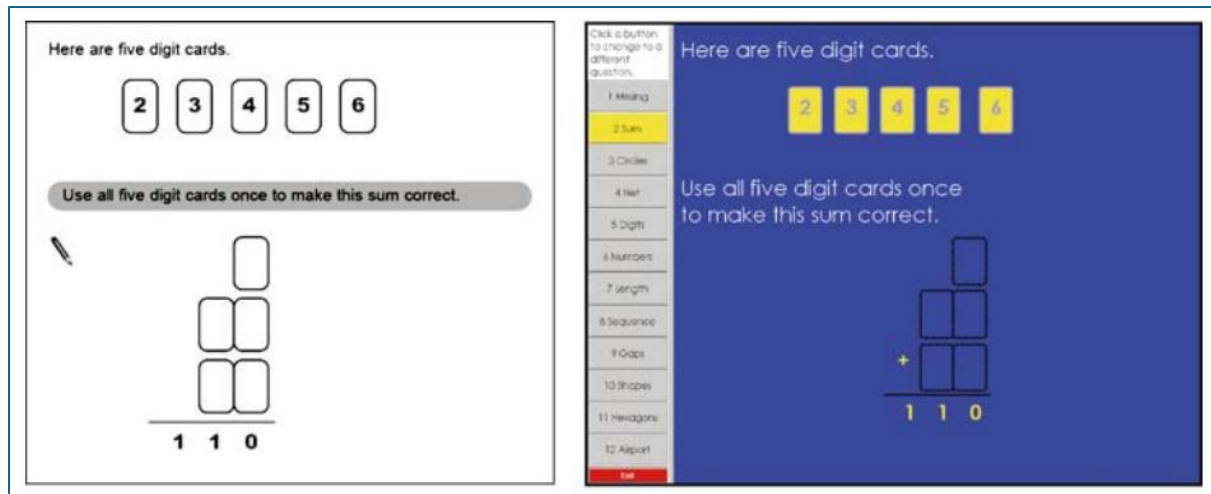 Here are five digit cards.
2 3 4 5 6
Use all five digit cards once to make this sum correct.
1 1 0
Click a button
to change to a
different
question.
1 Missing
2 Sum
3 Circles
4 Net
5 Digits
6 Numbers
7 Length
8 Sequence
9 Gaps
10 Shapes
11 Hexagons
12 Airport
Exit
Here are five digit cards.
2 3 4 5 6
Use all five digit cards once
to make this sum correct.
+
1 1 0